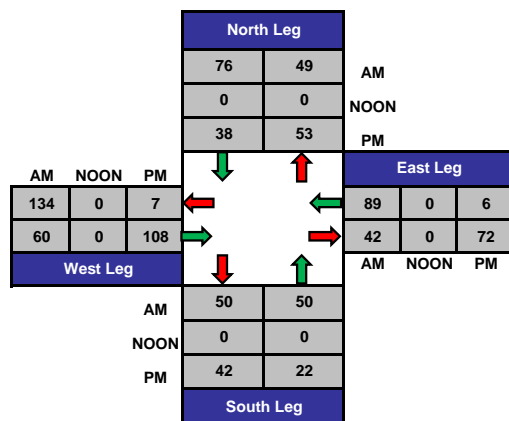 North Leg
76 49 AM
0 0 NOON
38 53 PM
AM NOON PM East Leg
134 0 7 89 0 6
60 0 108 42 0 72
West Leg AM NOON PM
AM 50 50
NOON 0 0
PM 42 22
South Leg